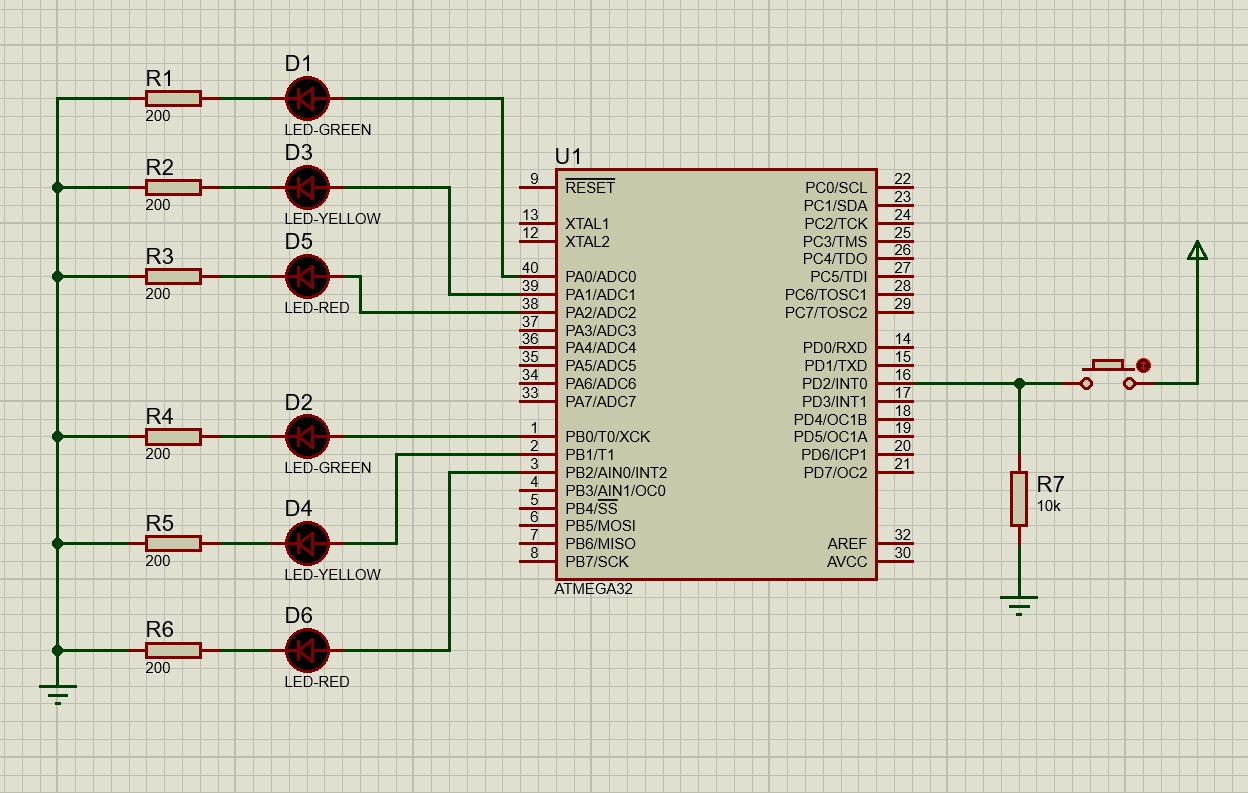 R1
200
D1
LED-GREEN
R2
200
D3
LED-YELLOW
R3
200
D5
LED-RED
R4
200
D2
LED-GREEN
R5
200
D4
LED-YELLOW
R6
200
D6
LED-RED
U1
9 RESET
13 XTAL1
12 XTAL2
40 PA0/ADC0
39 PA1/ADC1
38 PA2/ADC2
37 PA3/ADC3
36 PA4/ADC4
35 PA5/ADC5
34 PA6/ADC6
33 PA7/ADC7
1 PB0/T0/XCK
2 PB1/T1
3 PB2/AIN0/INT2
4 PB3/AIN1/OC0
5 PB4/SS
6 PB5/MOSI
7 PB6/MISO
8 PB7/SCK
PC0/SCL 22
PC1/SDA 23
PC2/TCK 24
PC3/TMS 25
PC4/TDO 26
PC5/TDI 27
PC6/TOSC1 28
PC7/TOSC2 29
PD0/RXD 14
PD1/TXD 15
PD2/INT0 16
PD3/INT1 17
PD4/OC1B 18
PD5/OC1A 19
PD6/ICP1 20
PD7/OC2 21
AREF 32
AVCC 30
ATMEGA32
R7
10k